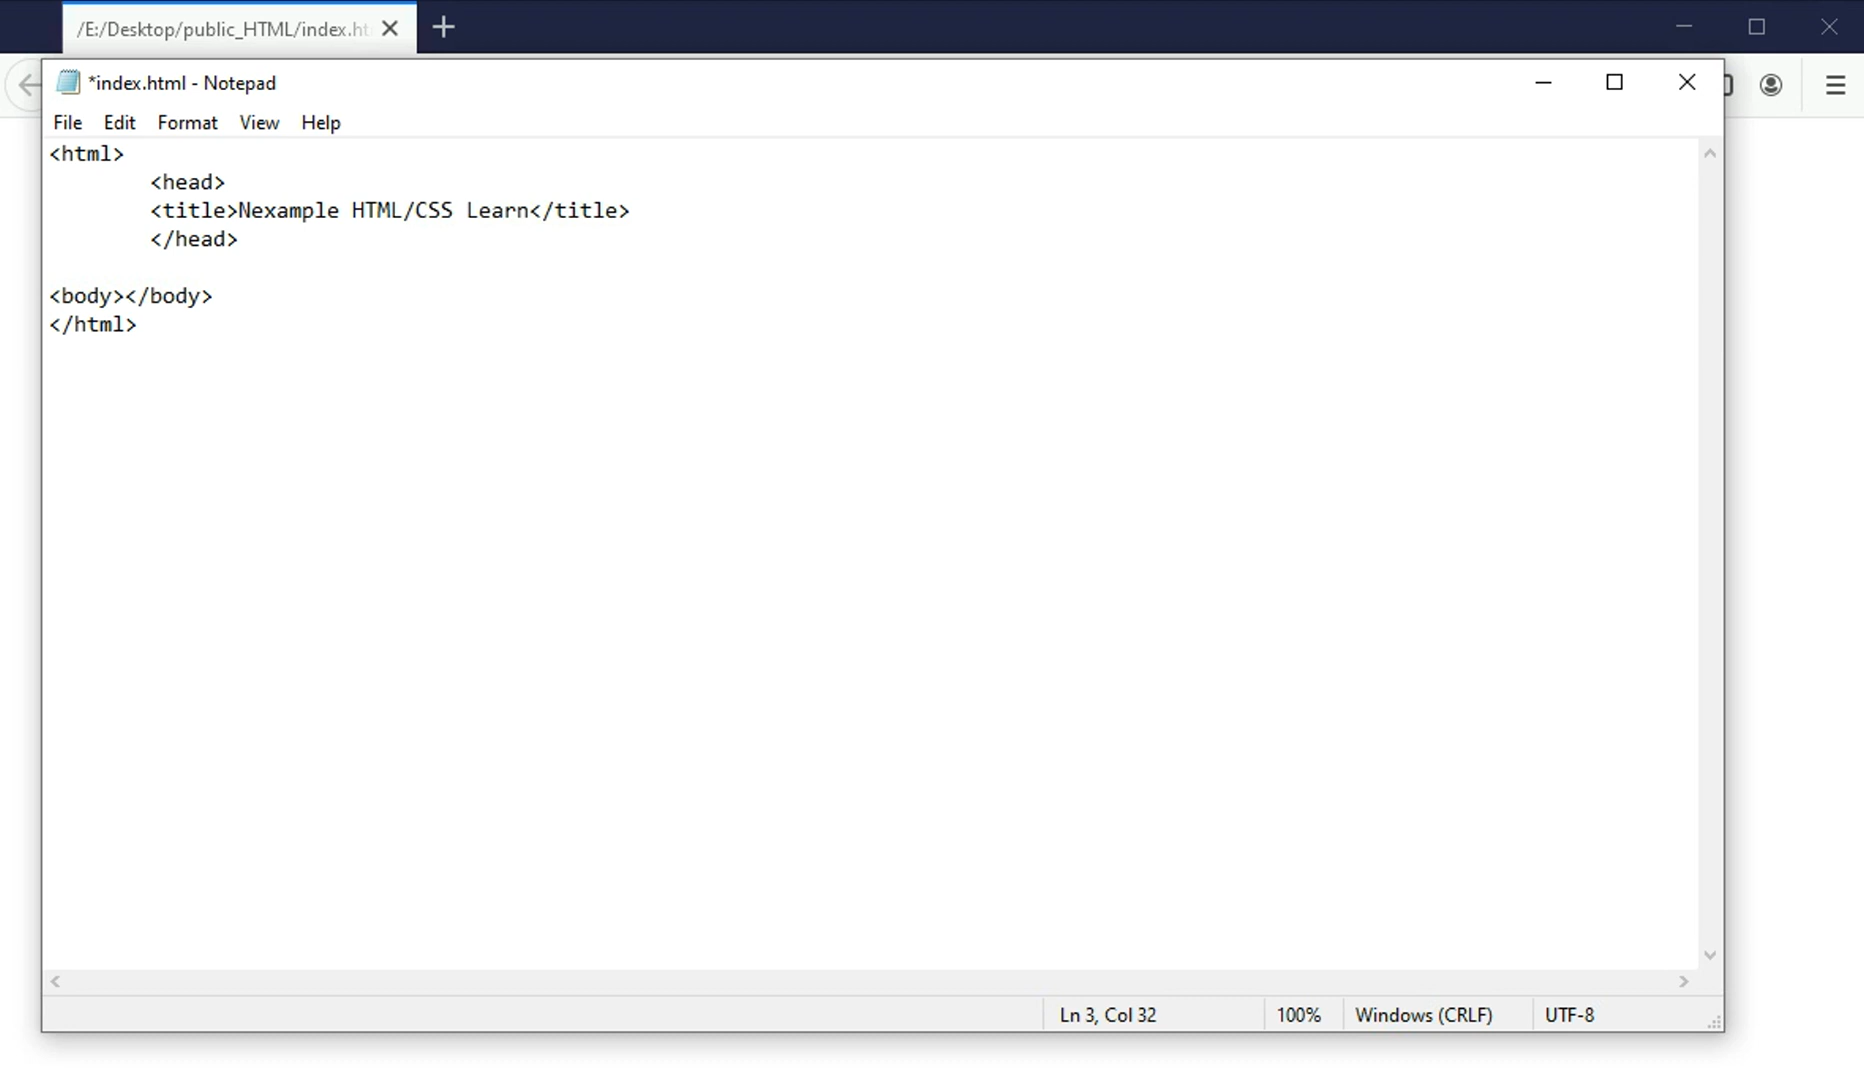 /E:/Desktop/public_HTML/index.ht
*index.html - Notepad
File Edit Format View Help
<html>
<head>
<title>Nexample HTML/CSS Learn</title>
</head>
<body></body>
</html>
Ln 3, Col 32 100% Windows (CRLF) UTF-8